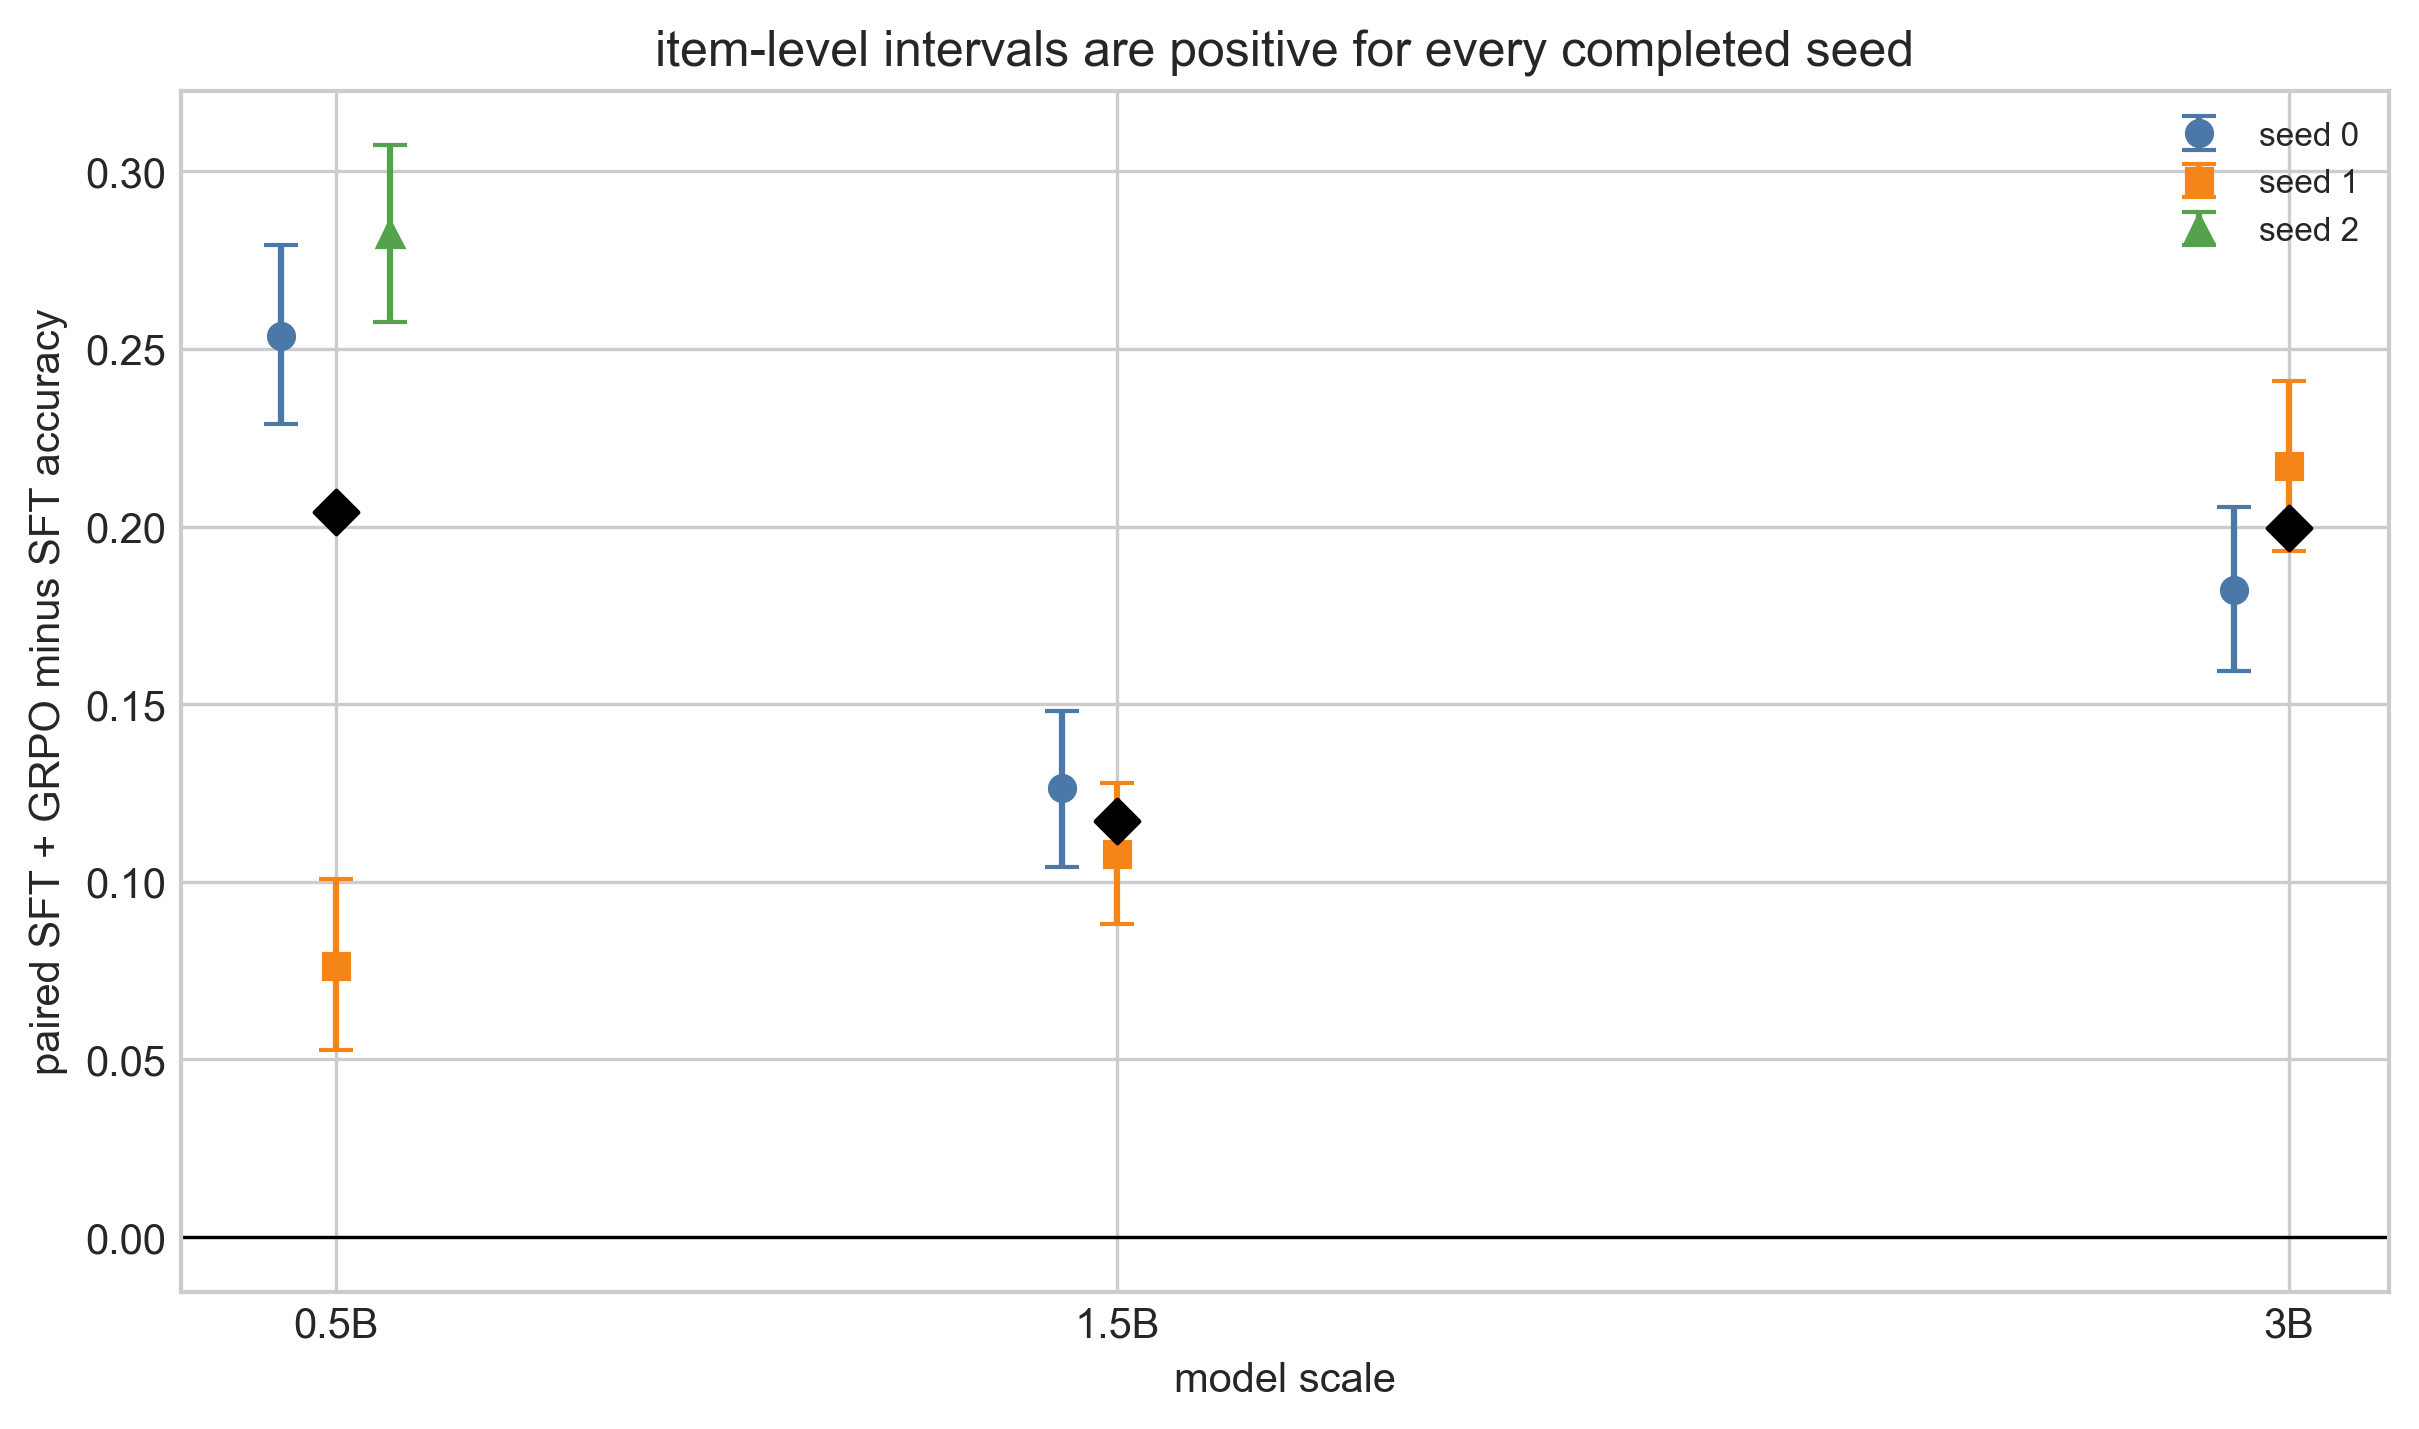 item-level intervals are positive for every completed seed
seed 0
seed 1
seed 2
paired SFT + GRPO minus SFT accuracy
0.30
0.25
0.20
0.15
0.10
0.05
0.00
0.5B
1.5B
3B
model scale